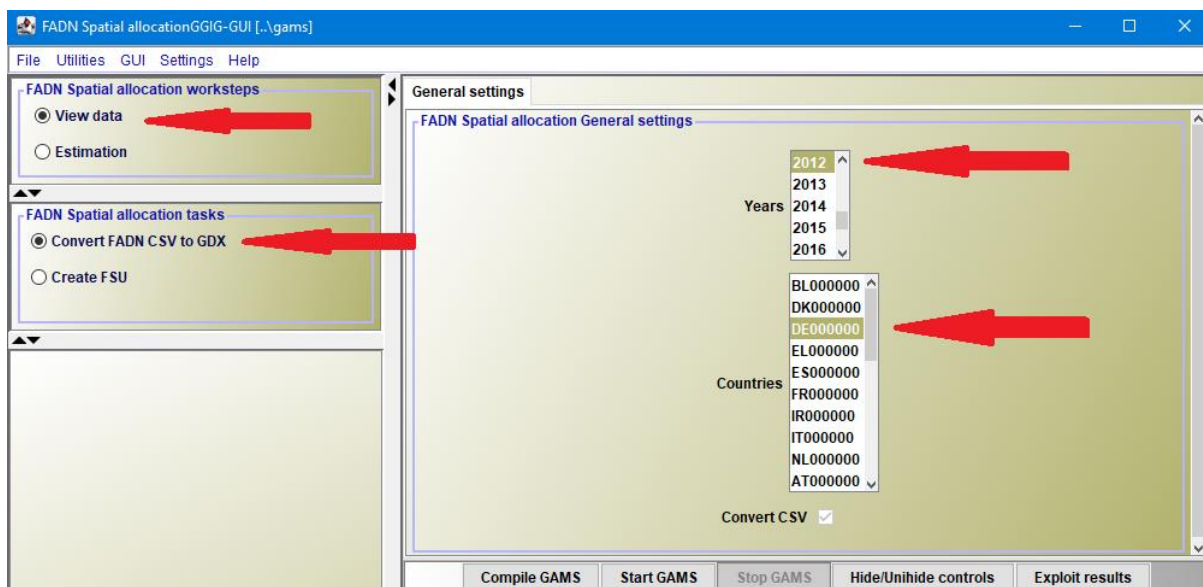 FADN Spatial allocationGGIG-GUI [..\gams]
File Utilities GUI Settings Help
FADN Spatial allocation worksteps
View data
Estimation
FADN Spatial allocation tasks
Convert FADN CSV to GDX
Create FSU
General settings
FADN Spatial allocation General settings
Years
2012
2013
2014
2015
2016
Countries
BL000000
DK000000
DE000000
EL000000
ES000000
FR000000
IR000000
IT000000
NL000000
AT000000
Convert CSV
Compile GAMS Start GAMS Stop GAMS Hide/Unihide controls Exploit results